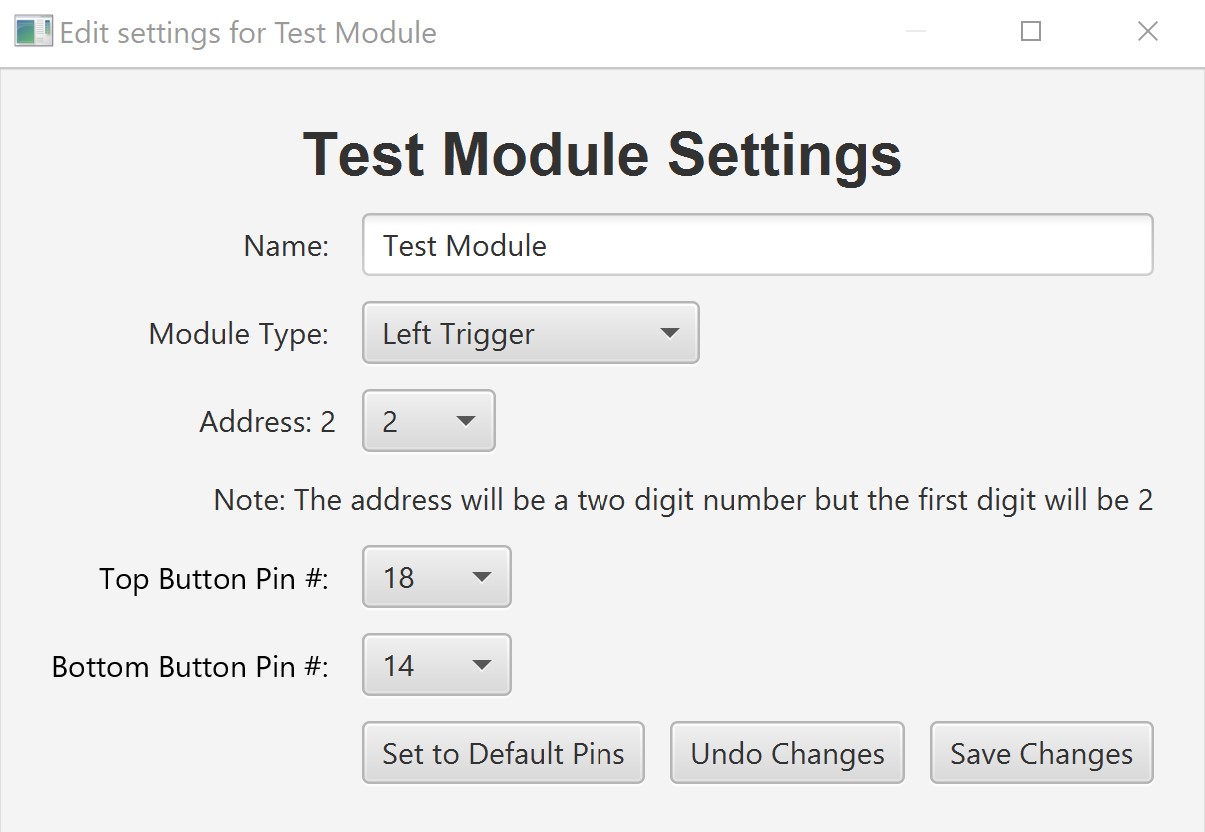 Edit settings for Test Module
Test Module Settings
Name: Test Module
Module Type: Left Trigger
Address: 2 2
Note: The address will be a two digit number but the first digit will be 2
Top Button Pin #: 18
Bottom Button Pin #: 14
Set to Default Pins Undo Changes Save Changes